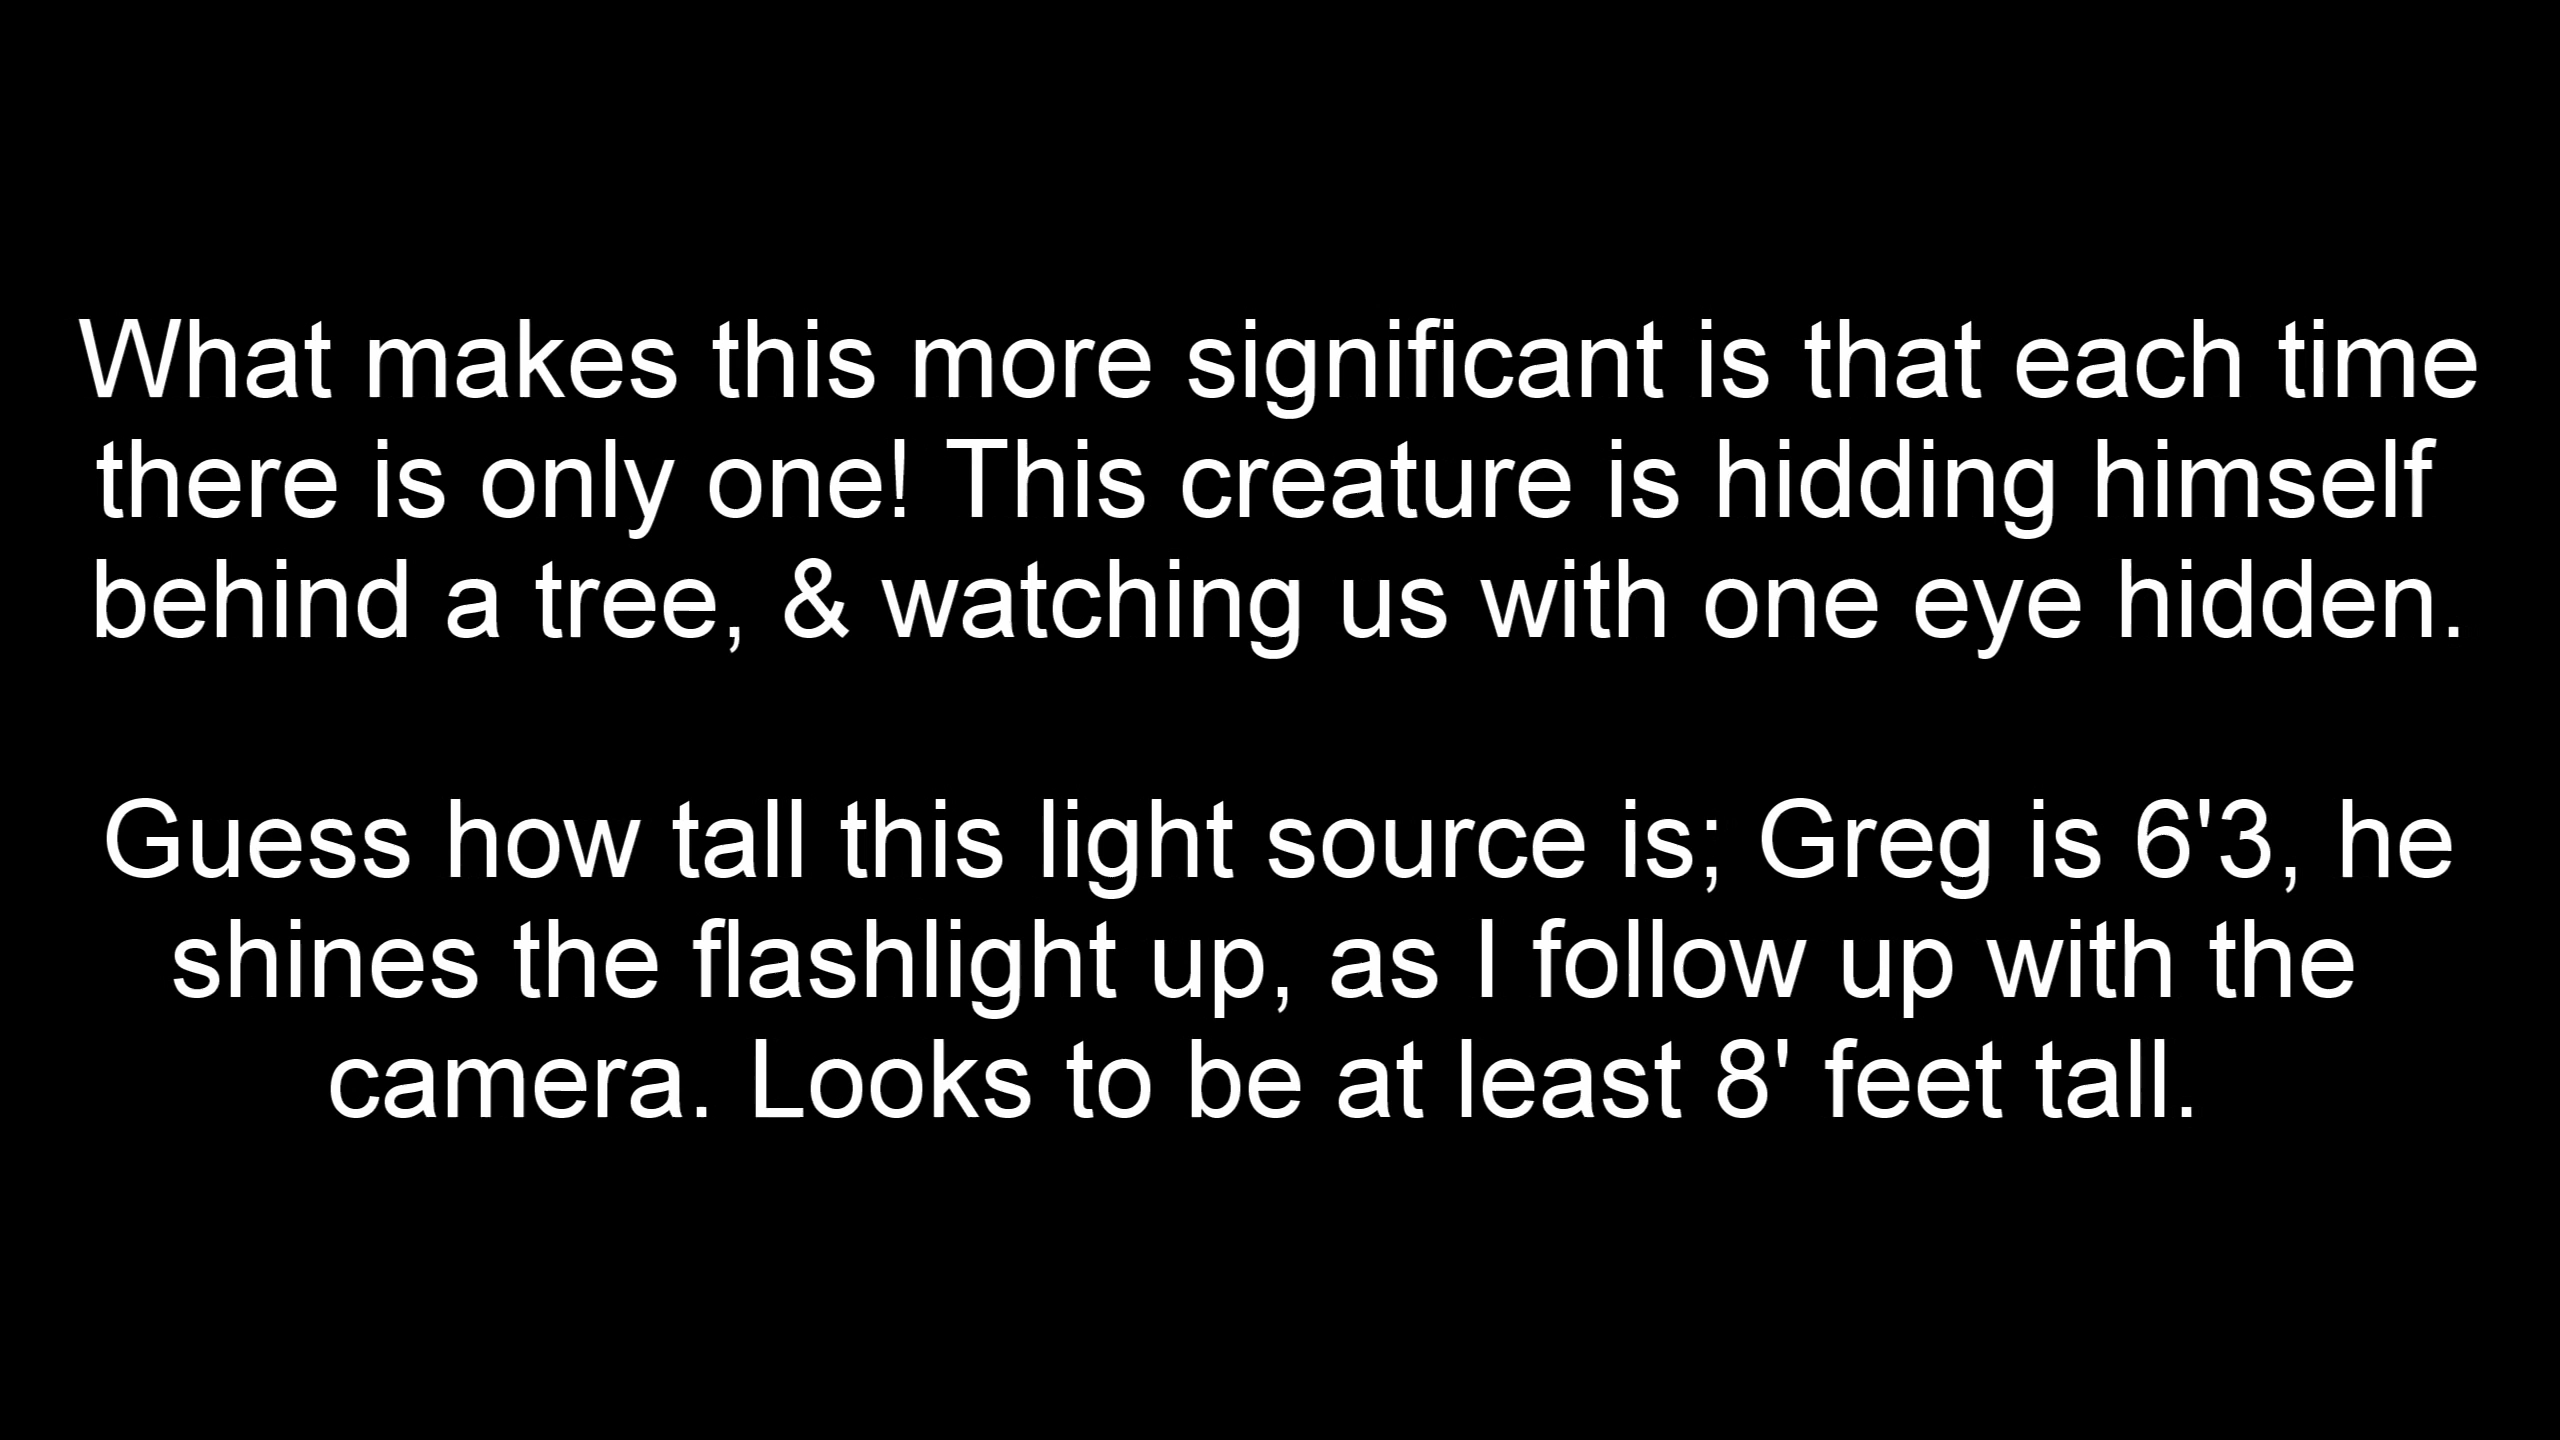 What makes this more significant is that each time
there is only one! This creature is hidding himself
behind a tree, & watching us with one eye hidden.
Guess how tall this light source is; Greg is 6'3, he
shines the flashlight up, as I follow up with the
camera. Looks to be at least 8' feet tall.